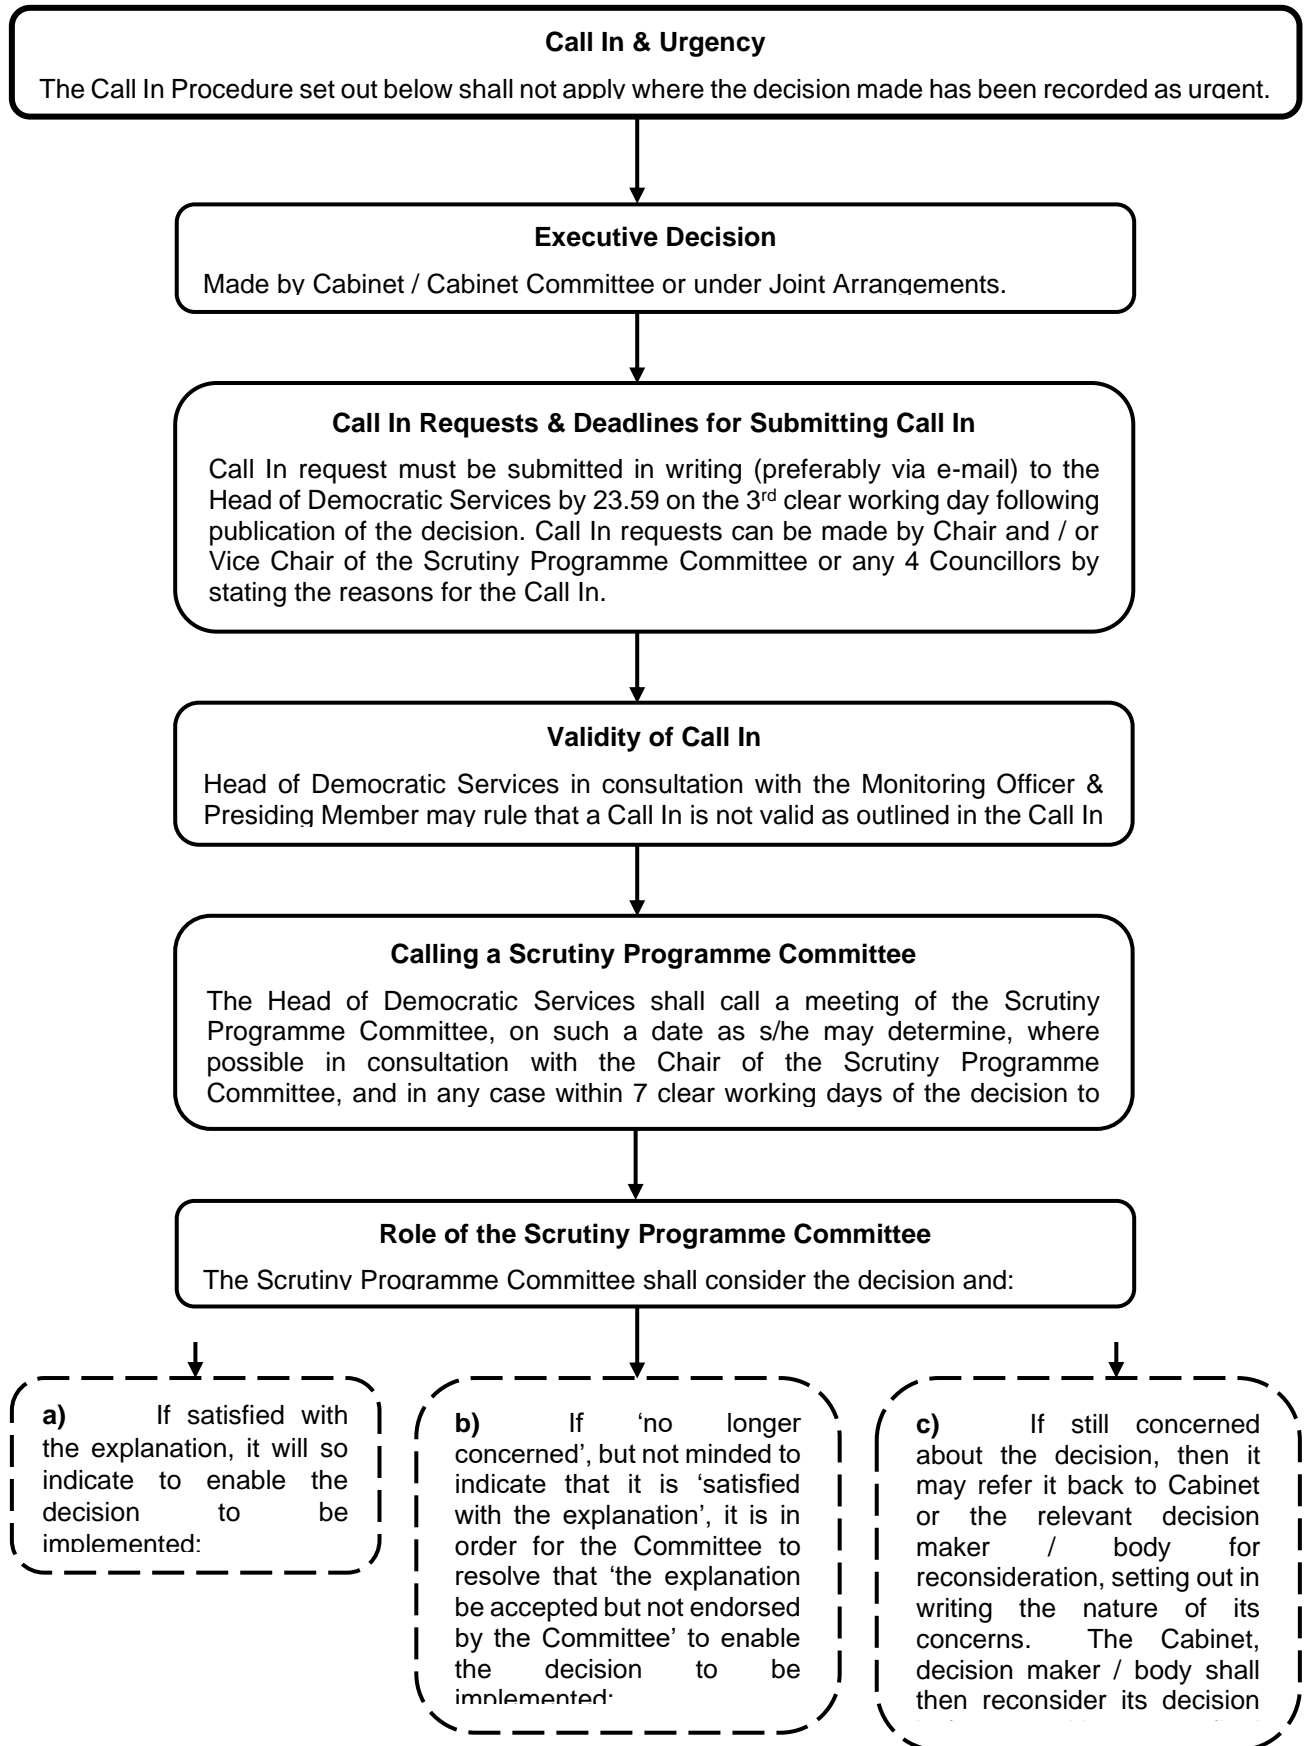 Call In & Urgency
The Call In Procedure set out below shall not apply where the decision made has been recorded as urgent.
Executive Decision
Made by Cabinet / Cabinet Committee or under Joint Arrangements.
Call In Requests & Deadlines for Submitting Call In
Call In request must be submitted in writing (preferably via e-mail) to the
Head of Democratic Services by 23.59 on the 3rd clear working day following
publication of the decision. Call In requests can be made by Chair and / or
Vice Chair of the Scrutiny Programme Committee or any 4 Councillors by
stating the reasons for the Call In.
Validity of Call In
Head of Democratic Services in consultation with the Monitoring Officer &
Presiding Member may rule that a Call In is not valid as outlined in the Call In
Calling a Scrutiny Programme Committee
The Head of Democratic Services shall call a meeting of the Scrutiny
Programme Committee, on such a date as s/he may determine, where
possible in consultation with the Chair of the Scrutiny Programme
Committee, and in any case within 7 clear working days of the decision to
Role of the Scrutiny Programme Committee
The Scrutiny Programme Committee shall consider the decision and:
a) If satisfied with
the explanation, it will so
indicate to enable the
decision to be
implemented:
b) If ‘no longer
concerned’, but not minded to
indicate that it is ‘satisfied
with the explanation’, it is in
order for the Committee to
resolve that ‘the explanation
be accepted but not endorsed
by the Committee’ to enable
the decision to be
implemented:
c) If still concerned
about the decision, then it
may refer it back to Cabinet
or the relevant decision
maker / body for
reconsideration, setting out in
writing the nature of its
concerns. The Cabinet,
decision maker / body shall
then reconsider its decision